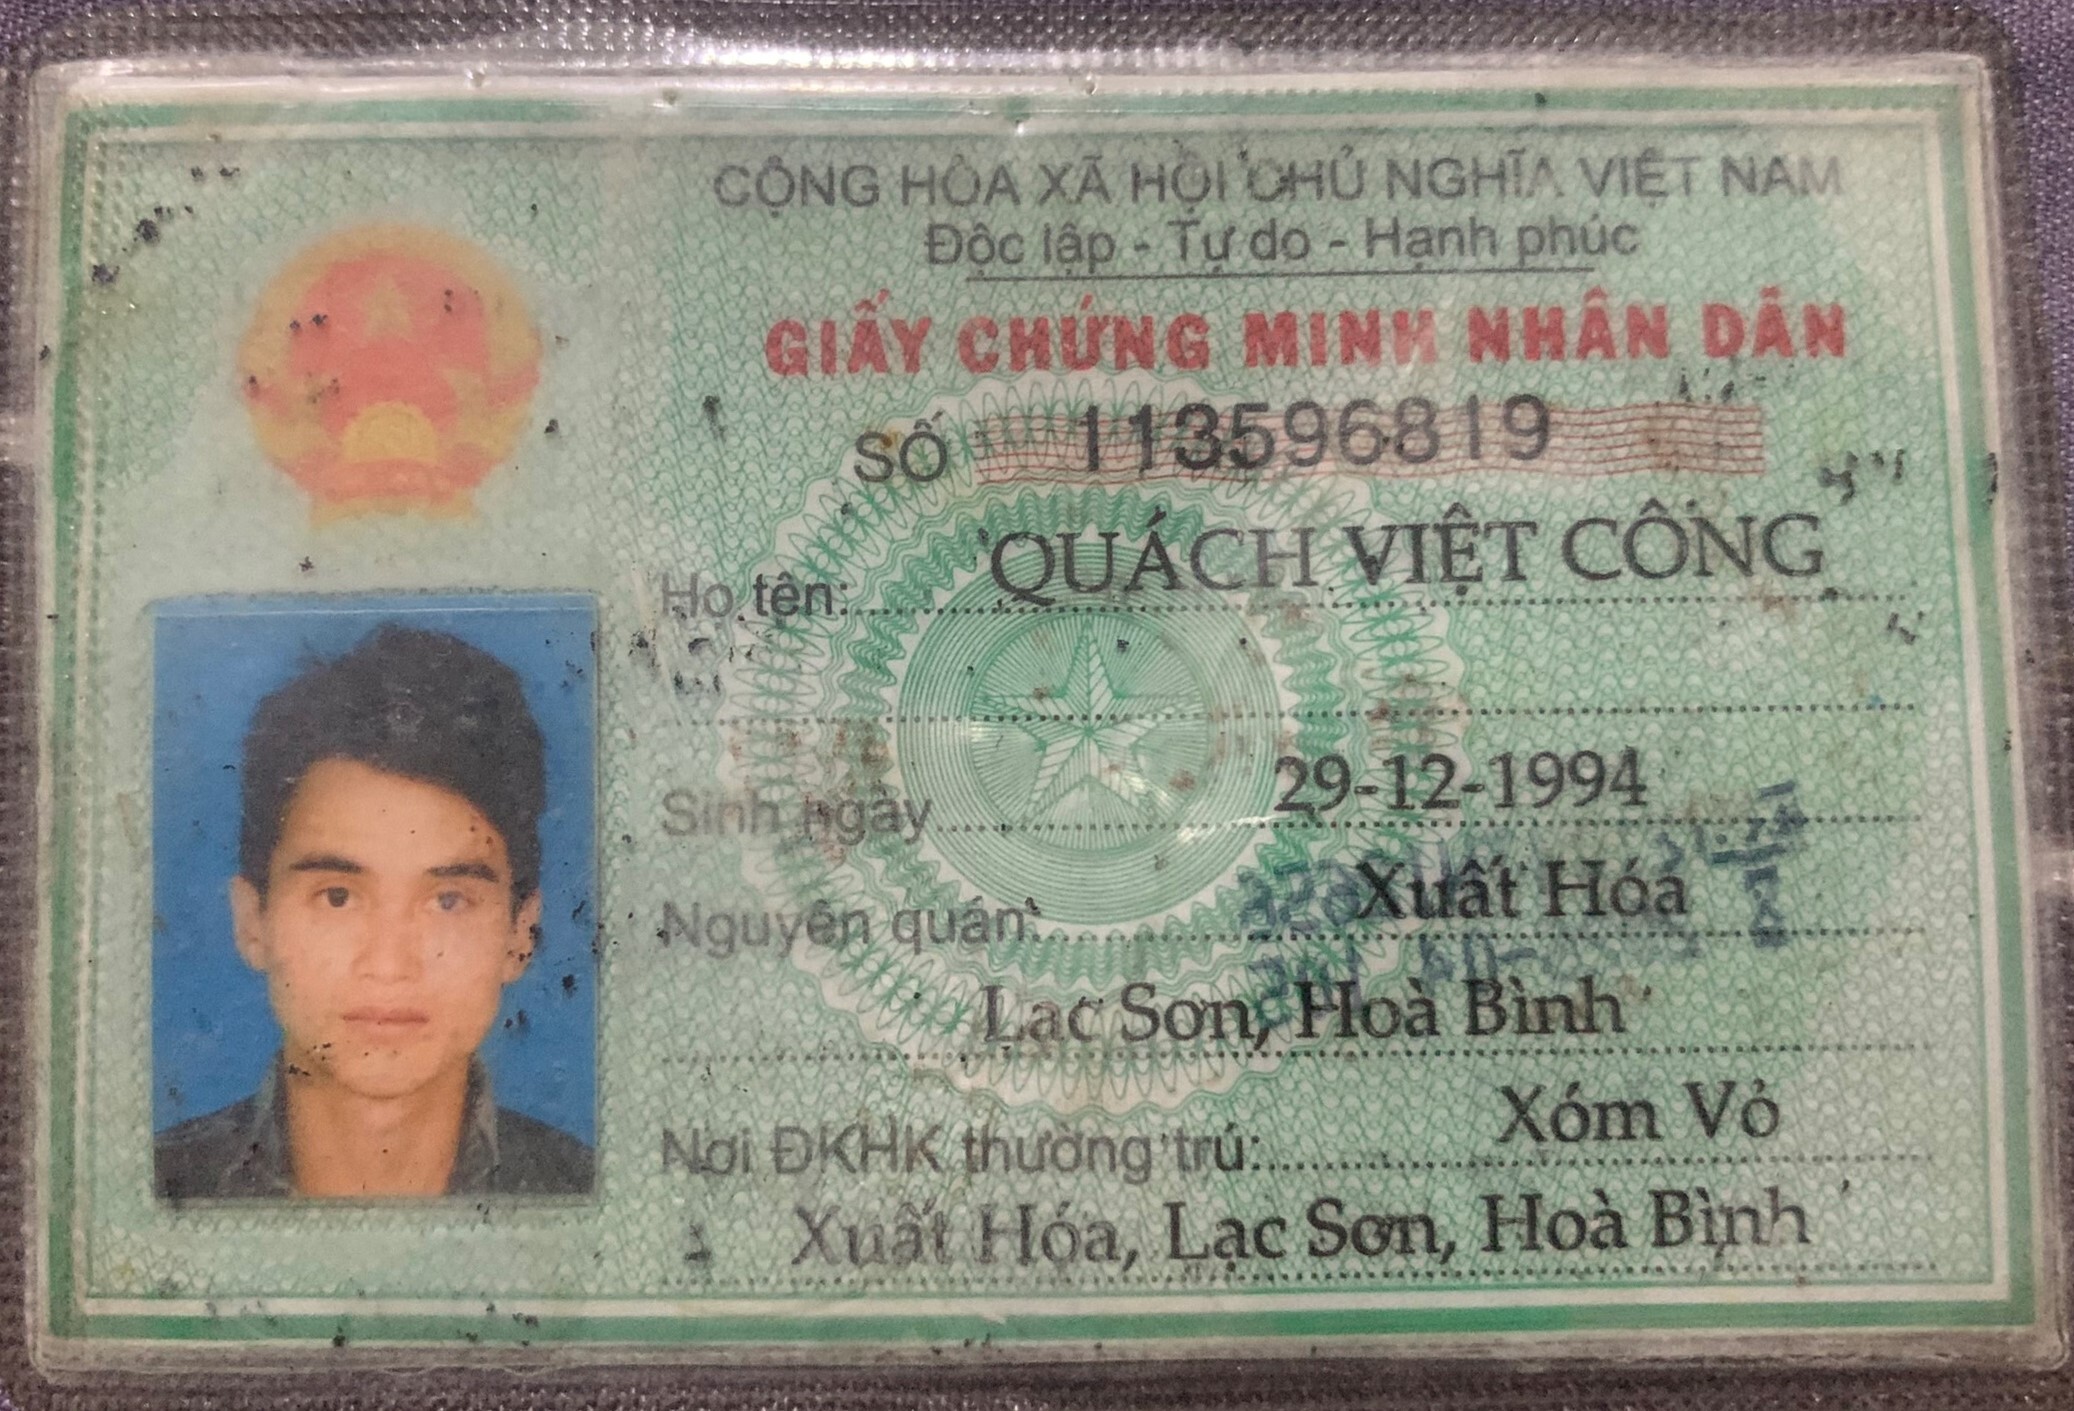 CỘNG HÒA XÃ HỘI CHỦ NGHĨA VIỆT NAM
Độc lập - Tự do - Hạnh phúc
GIẤY CHỨNG MINH NHÂN DÂN
SỐ 113596819
Họ tên: QUÁCH VIỆT CÔNG
Sinh ngày 29-12-1994
Nguyên quán: Xuất Hóa
Lạc Sơn, Hoà Bình
Nơi ĐKHK thường trú: Xóm Vỏ
Xuất Hóa, Lạc Sơn, Hoà Bình